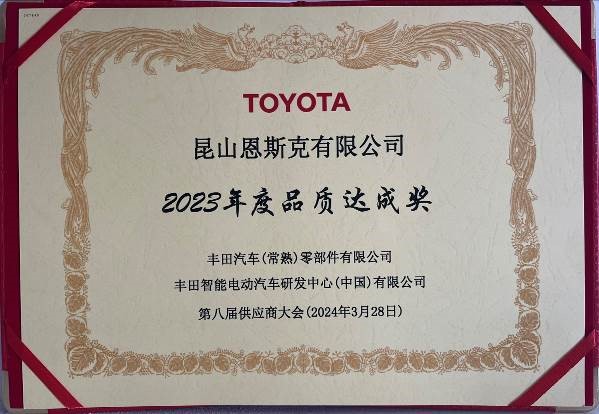 TOYOTA
昆山恩斯克有限公司
2023年度品质达成奖
丰田汽车(常熟)零部件有限公司
丰田智能电动汽车研发中心(中国)有限公司
第八届供应商大会(2024年3月28日)